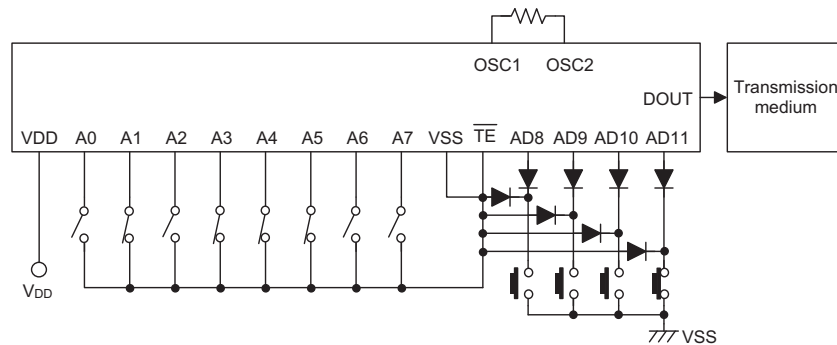 OSC1 OSC2
DOUT
Transmission
medium
VDD A0 A1 A2 A3 A4 A5 A6 A7 VSS TE AD8 AD9 AD10 AD11
VDD
VSS